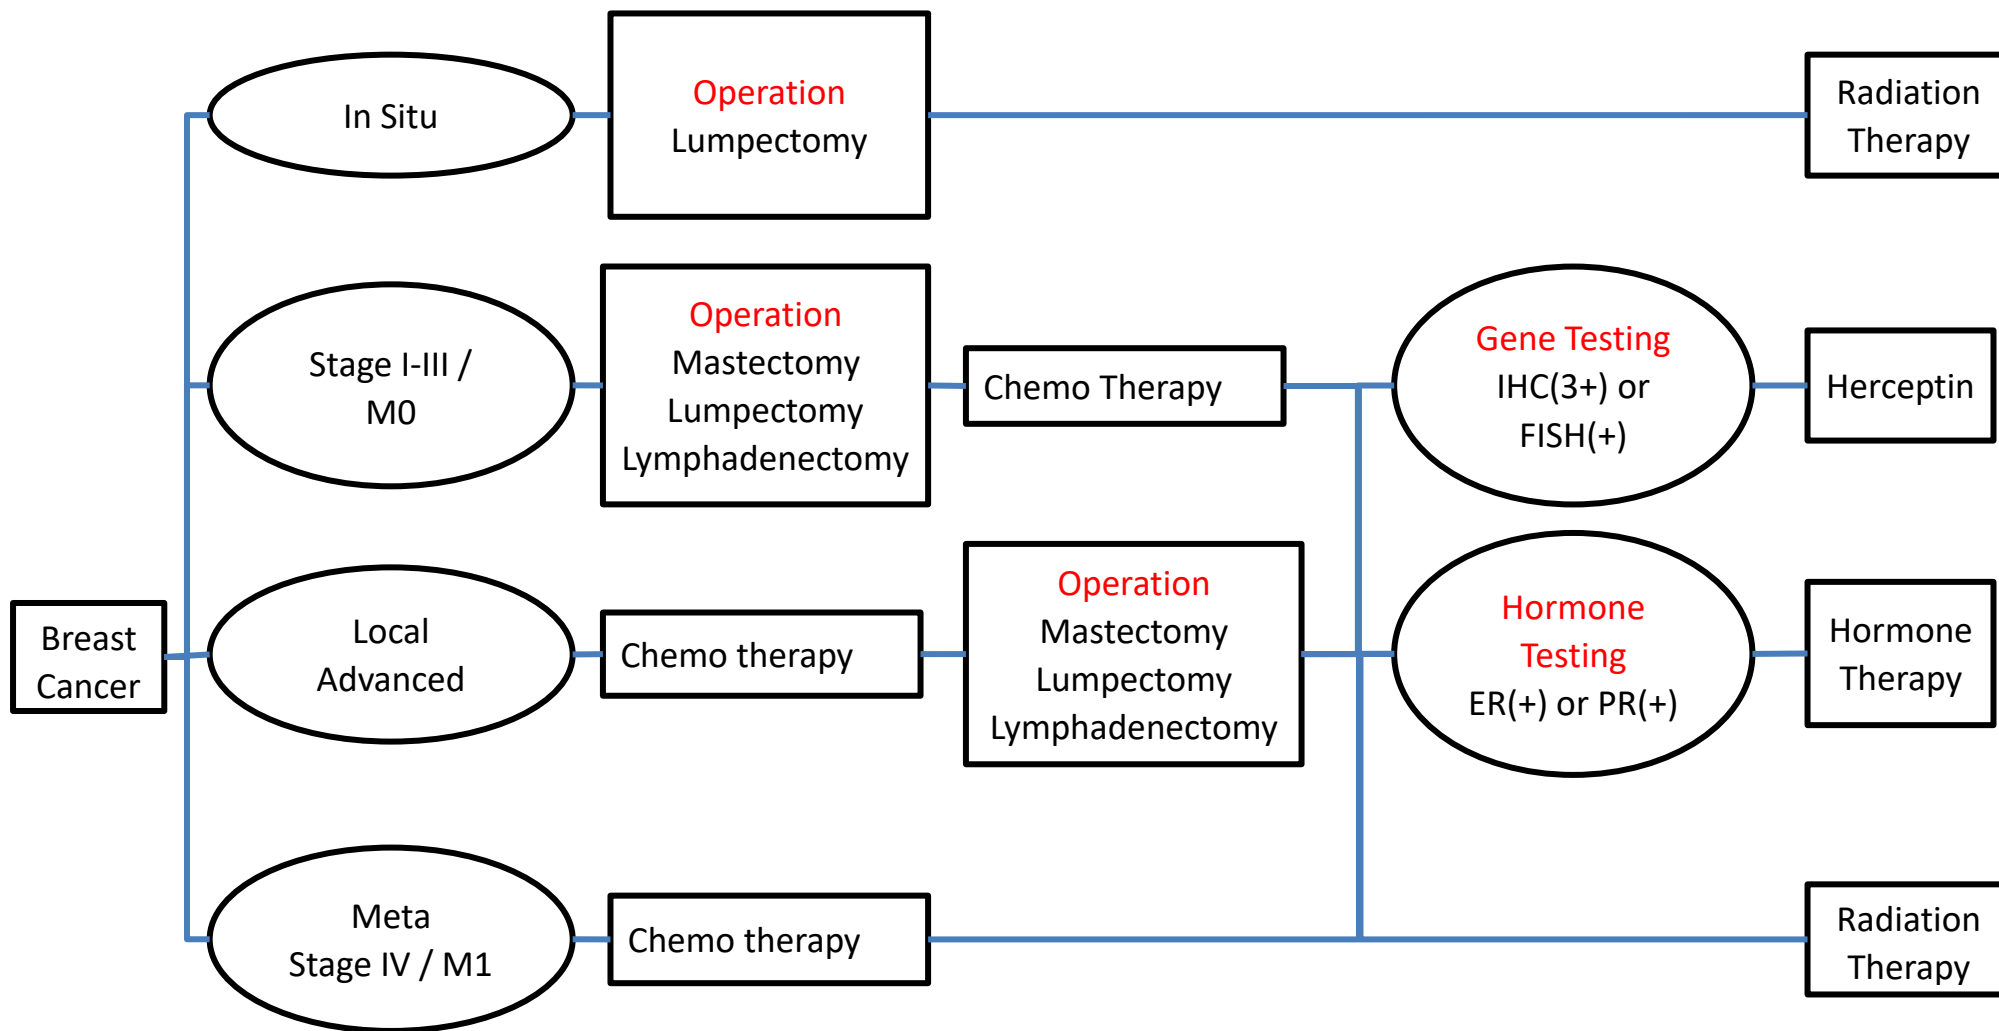 In Situ
Operation
Lumpectomy
Radiation
Therapy
Stage I-III /
M0
Operation
Mastectomy
Lumpectomy
Lymphadenectomy
Chemo Therapy
Gene Testing
IHC(3+) or
FISH(+)
Herceptin
Breast
Cancer
Local
Advanced
Chemo therapy
Operation
Mastectomy
Lumpectomy
Lymphadenectomy
Hormone
Testing
ER(+) or PR(+)
Hormone
Therapy
Meta
Stage IV / M1
Chemo therapy
Radiation
Therapy